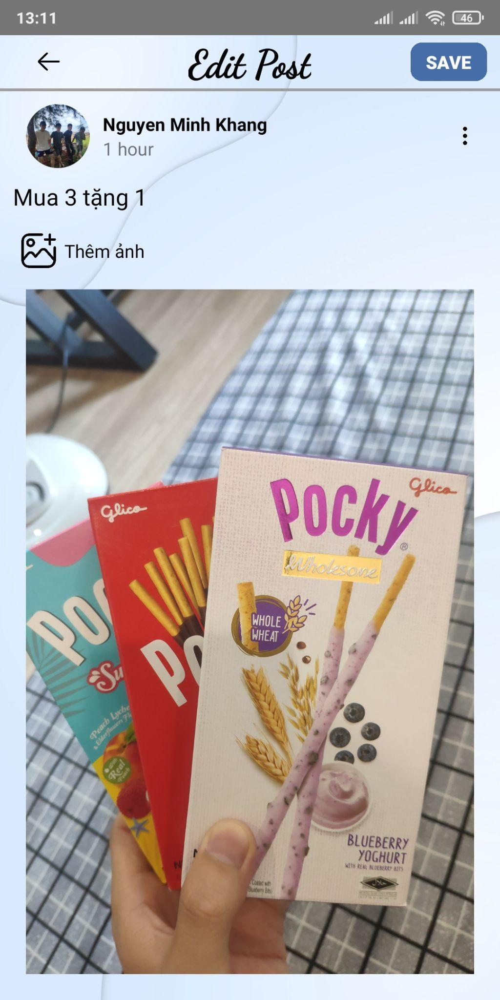 13:11
46
Edit Post
SAVE
Nguyen Minh Khang
1 hour
Mua 3 tặng 1
Thêm ảnh
Glico
Pocky
®
Wholesome
WHOLE
WHEAT
BLUEBERRY
YOGHURT
WITH REAL BLUEBERRY BITS
Coated with
Blueberry Bits)
Glico
Po
Poc
Su
Peach Lyche
& Elderflowers Fl
With
Real
Peach